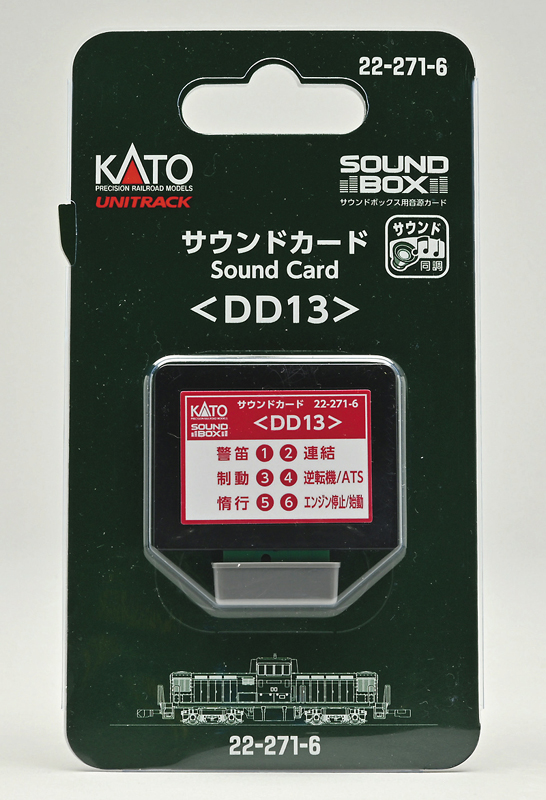 22-271-6
KATO
PRECISION RAILROAD MODELS
UNITRACK
SOUND
BOX
サウンドボックス用音源カード
サウンドカード
Sound Card
<DD13>
サウンド
同調
KATO
PRECISION RAILROAD MODELS
SOUND
BOX
サウンドカード 22-271-6
<DD13>
警笛 1 2 連結
制動 3 4 逆転機/ATS
惰行 5 6 エンジン停止/始動
22-271-6